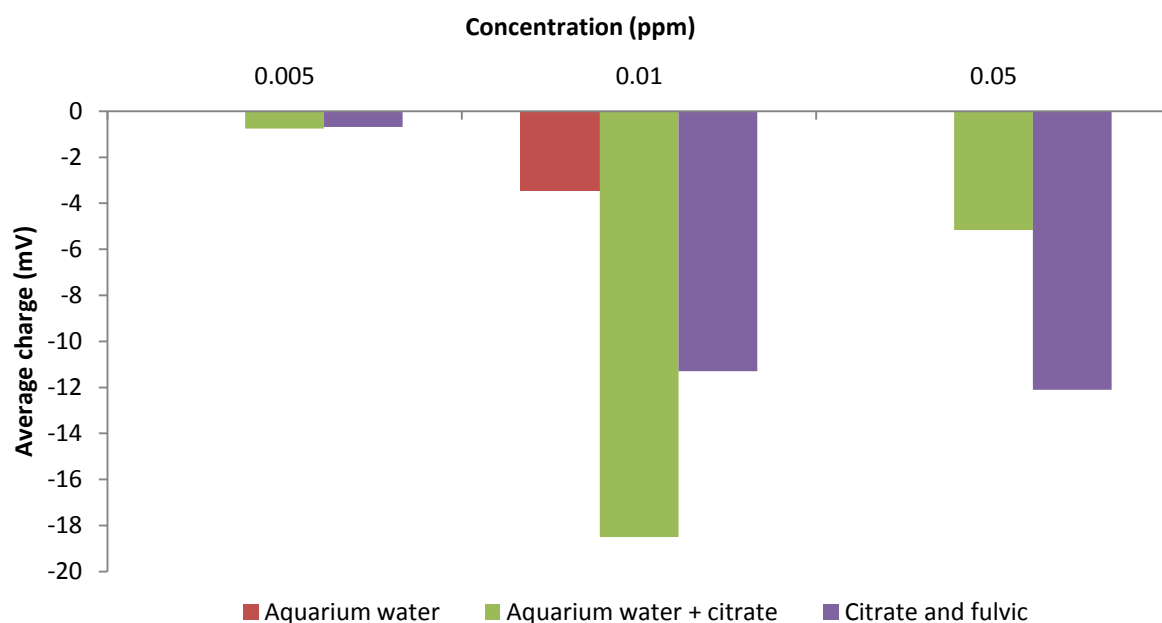 Concentration (ppm)
0.005 0.01 0.05
0
-2
-4
-6
-8
-10
-12
-14
-16
-18
-20
Average charge (mV)
Aquarium water Aquarium water + citrate Citrate and fulvic